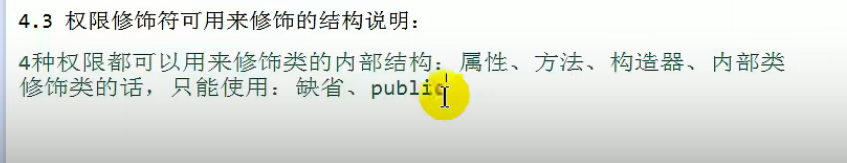 4.3 权限修饰符可用来修饰的结构说明：
4种权限都可以用来修饰类的内部结构：属性、方法、构造器、内部类
修饰类的话，只能使用：缺省、public